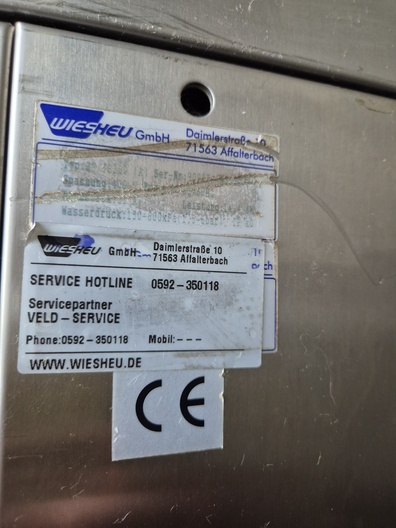 WIESHEU GmbH
Daimlerstraße 10
71563 Affalterbach
WIESHEU GmbH
Daimlerstraße 10
71563 Affalterbach
SERVICE HOTLINE 0592-350118
Servicepartner
VELD-SERVICE
Phone:0592-350118 Mobil:---
WWW.WIESHEU.DE
CE